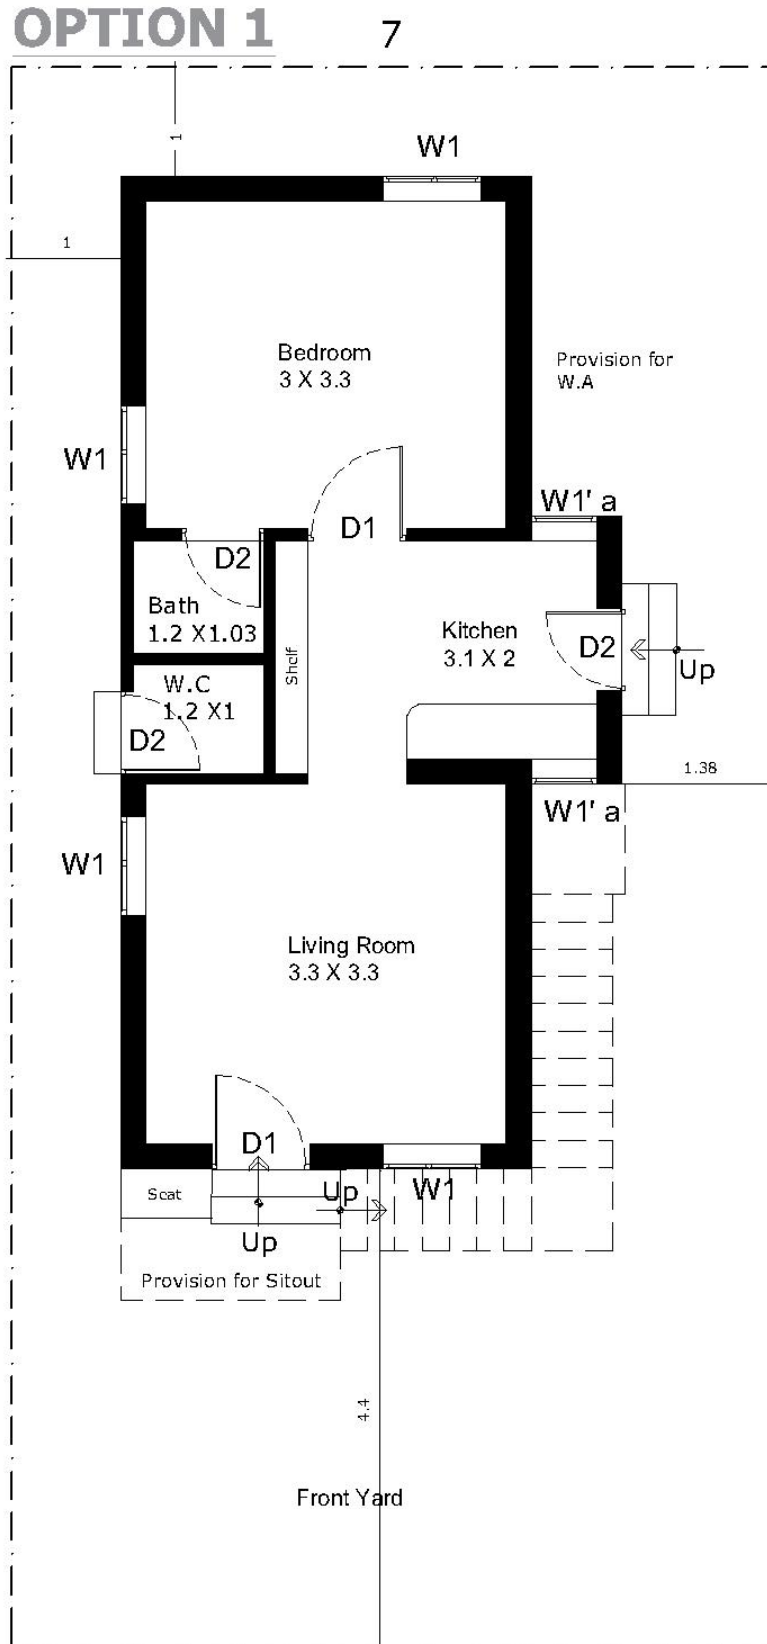 OPTION 1
7
1
W1
1
Bedroom
3 X 3.3
Provision for
W.A
W1
W1' a
D1
D2
Bath
1.2 X1.03
Kitchen
3.1 X 2
D2
Shelf
Up
W.C
1.2 X1
D2
1.38
W1' a
W1
Living Room
3.3 X 3.3
D1
Seat
Up
W1
Up
Provision for Sitout
4.4
Front Yard